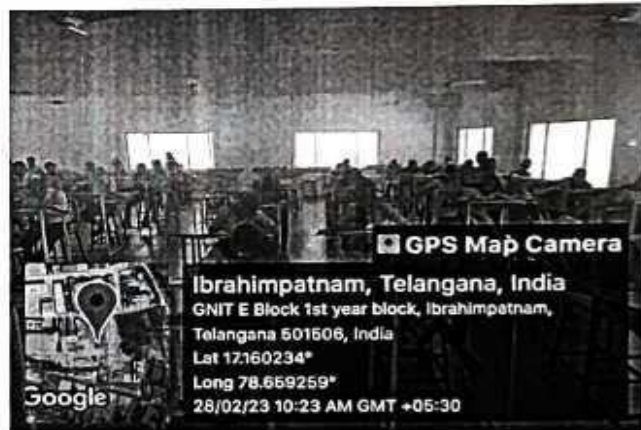 GPS Map Camera
Ibrahimpatnam, Telangana, India
GNIT E Block 1st year block, Ibrahimpatnam,
Telangana 501506, India
Lat 17.160234°
Long 78.659259°
28/02/23 10:23 AM GMT +05:30
Google